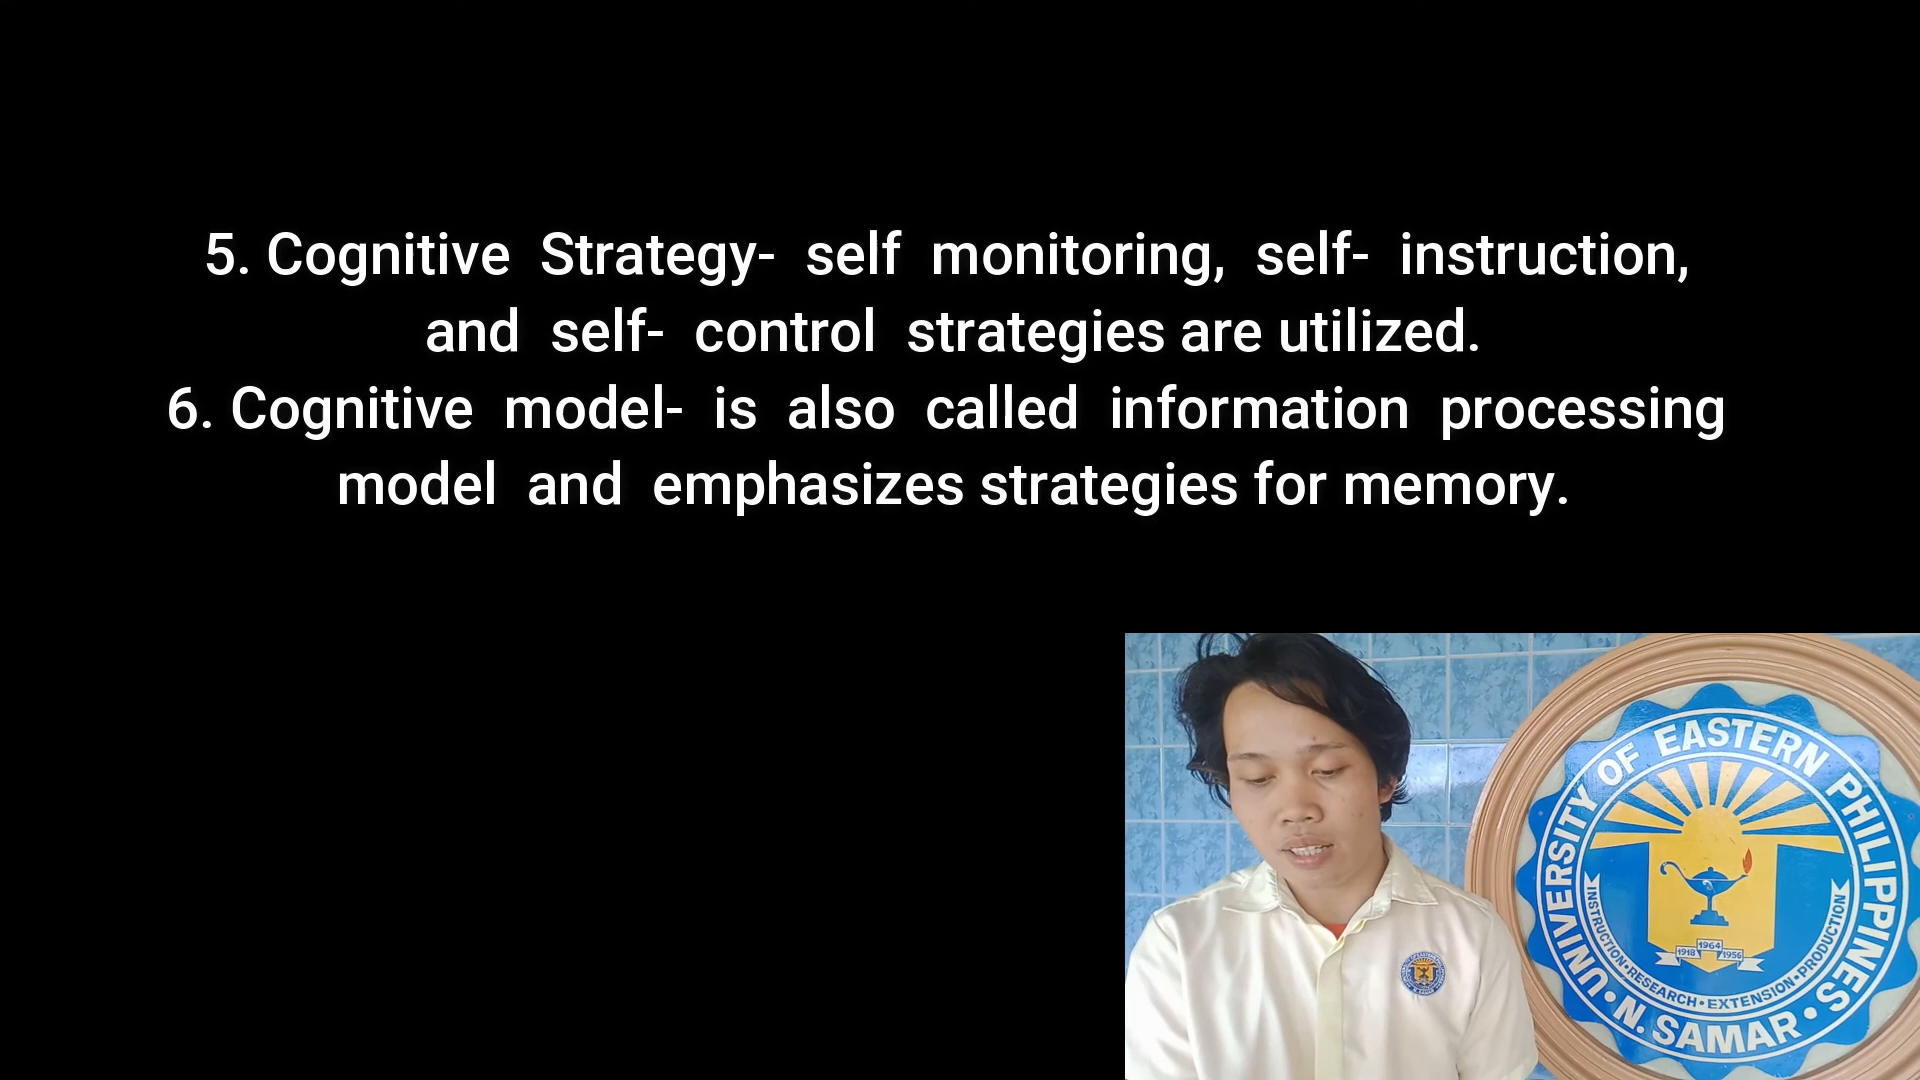 5. Cognitive Strategy- self monitoring, self- instruction,
and self- control strategies are utilized.
6. Cognitive model- is also called information processing
model and emphasizes strategies for memory.
UNIVERSITY OF EASTERN PHILIPPINES
INSTRUCTION • RESEARCH • EXTENSION • PRODUCTION
1918 1964 1956
• N. SAMAR •